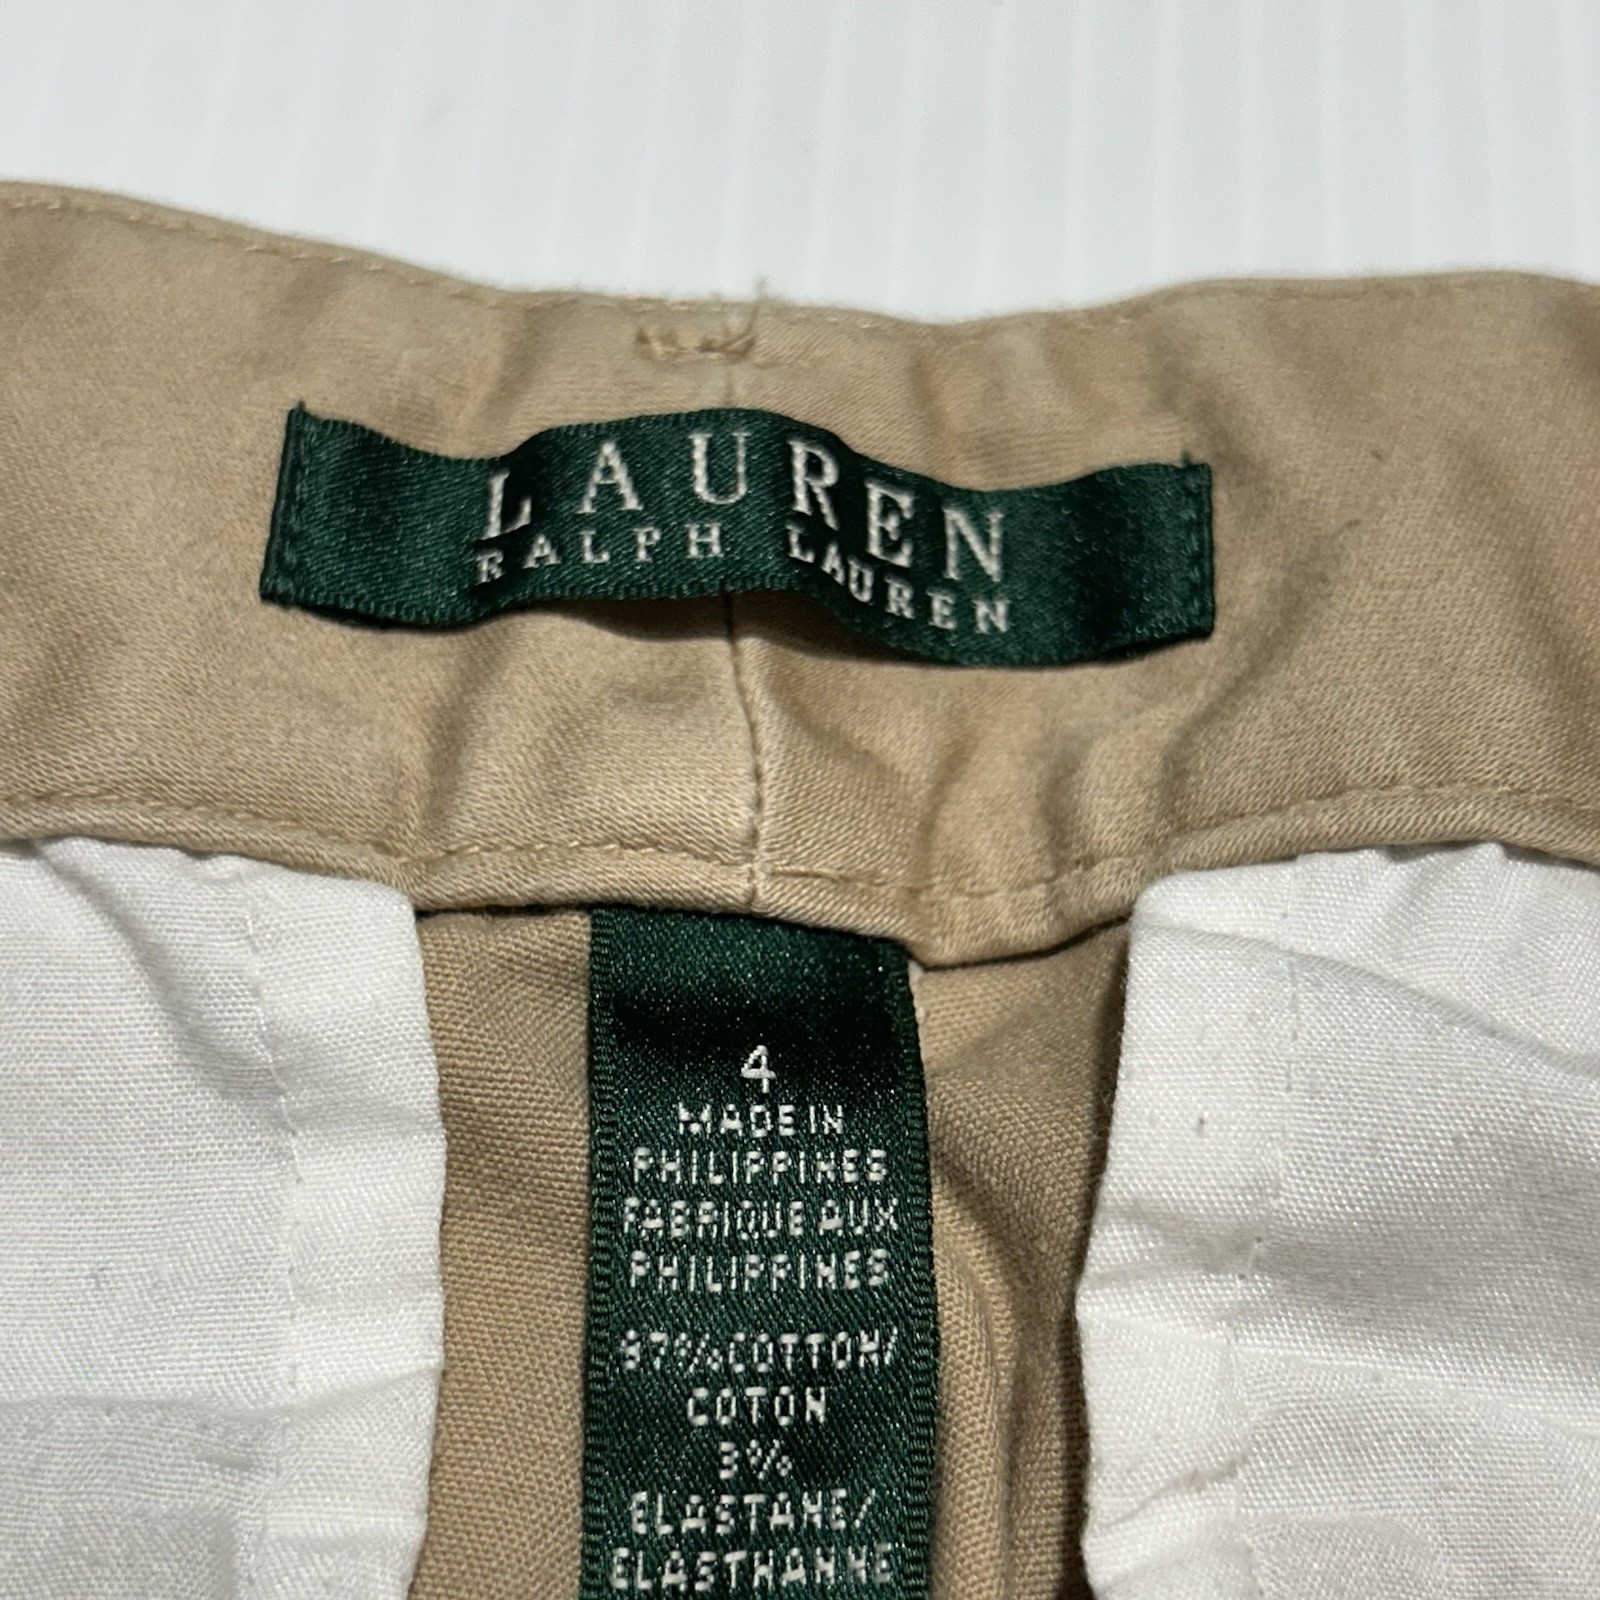 LAUREN
RALPH LAUREN
4
MADE IN
PHILIPPINES
FABRIQUE AUX
PHILIPPINES
97% COTTON/
COTON
3%
ELASTANE/
ELASTHANNE